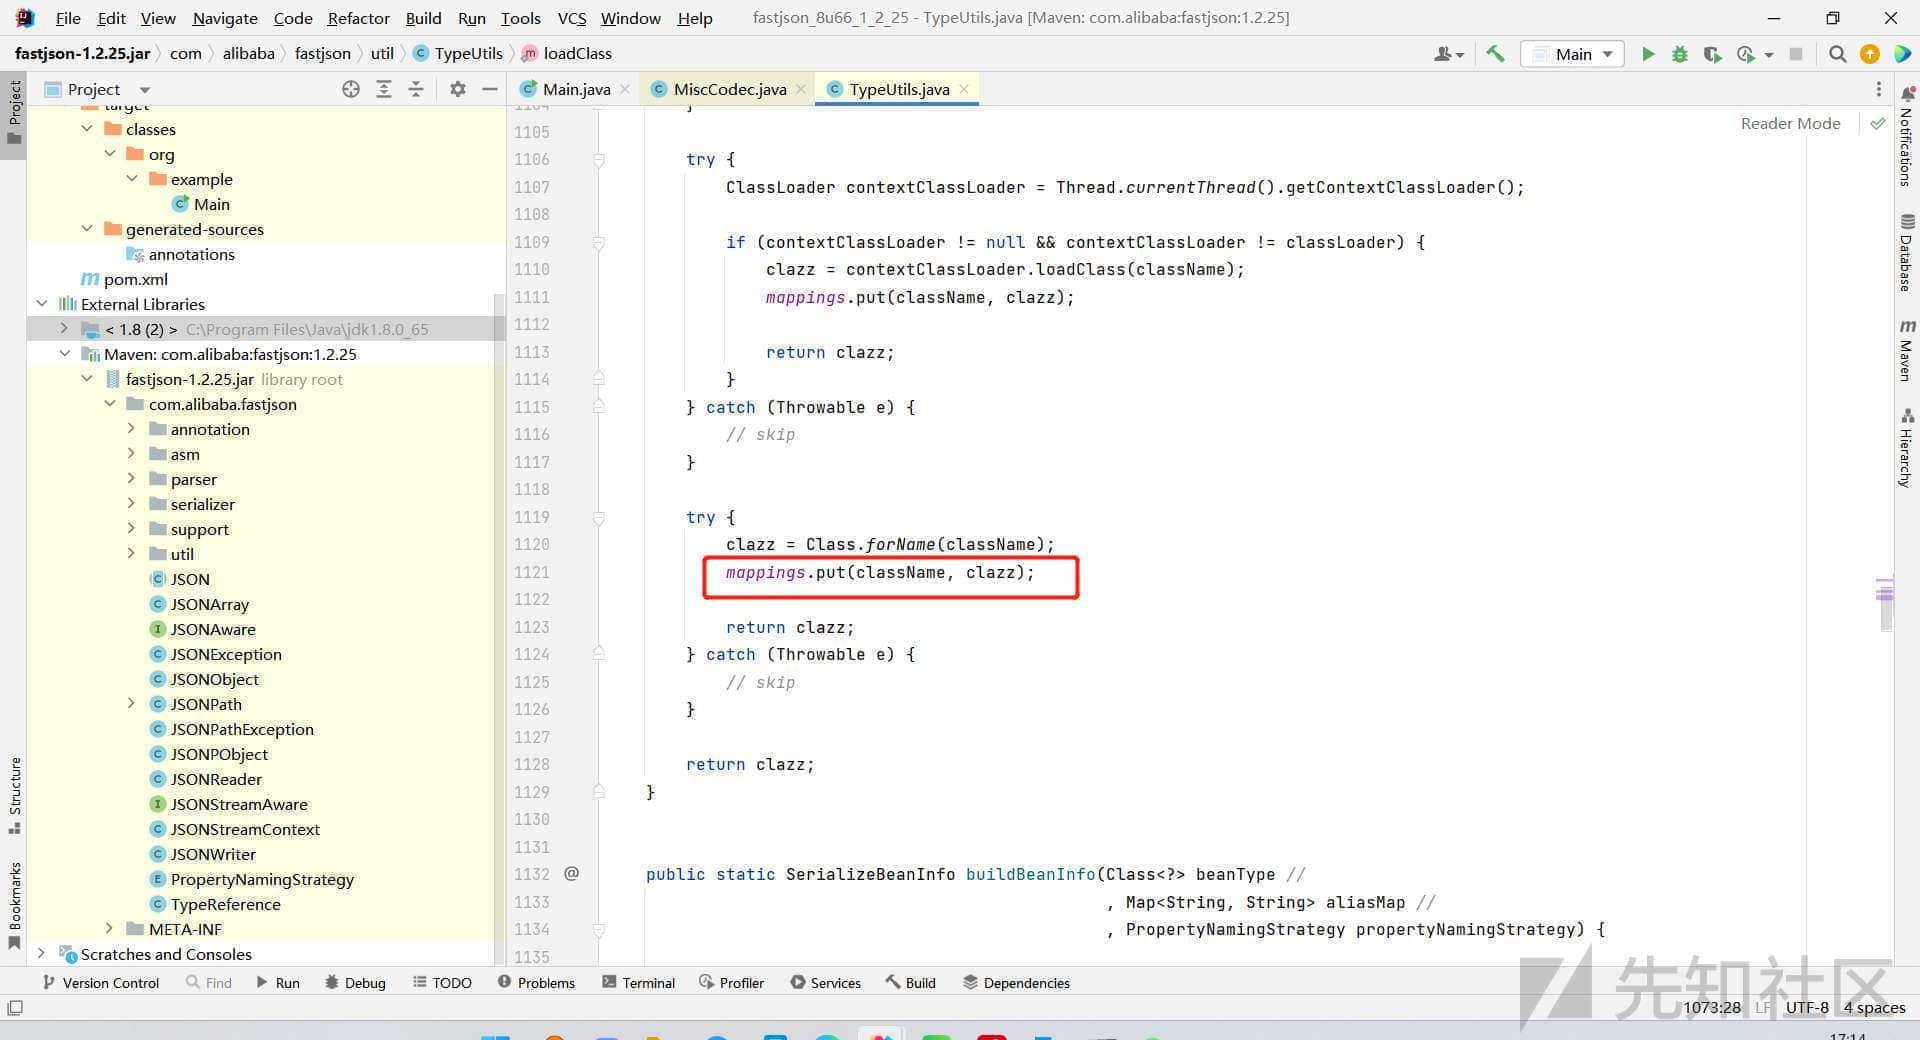 File Edit View Navigate Code Refactor Build Run Tools VCS Window Help fastjson_8u66_1_2_25 - TypeUtils.java [Maven: com.alibaba:fastjson:1.2.25]
fastjson-1.2.25.jar com alibaba fastjson util TypeUtils loadClass Main
Project Main.java MiscCodec.java TypeUtils.java
Reader Mode
target
classes
org
example
Main
generated-sources
annotations
pom.xml
External Libraries
< 1.8 (2) > C:\Program Files\Java\jdk1.8.0_65
Maven: com.alibaba:fastjson:1.2.25
fastjson-1.2.25.jar library root
com.alibaba.fastjson
annotation
asm
parser
serializer
support
util
JSON
JSONArray
JSONAware
JSONException
JSONObject
JSONPath
JSONPathException
JSONPObject
JSONReader
JSONStreamAware
JSONStreamContext
JSONWriter
PropertyNamingStrategy
TypeReference
META-INF
Scratches and Consoles
1104 }
1105
1106 try {
1107 ClassLoader contextClassLoader = Thread.currentThread().getContextClassLoader();
1108
1109 if (contextClassLoader != null && contextClassLoader != classLoader) {
1110 clazz = contextClassLoader.loadClass(className);
1111 mappings.put(className, clazz);
1112
1113 return clazz;
1114 }
1115 } catch (Throwable e) {
1116 // skip
1117 }
1118
1119 try {
1120 clazz = Class.forName(className);
1121 mappings.put(className, clazz);
1122
1123 return clazz;
1124 } catch (Throwable e) {
1125 // skip
1126 }
1127
1128 return clazz;
1129 }
1130
1131
1132 @ public static SerializeBeanInfo buildBeanInfo(Class<?> beanType //
1133 , Map<String, String> aliasMap //
1134 , PropertyNamingStrategy propertyNamingStrategy) {
1135
Project
Structure
Bookmarks
Notifications
Database
Maven
Hierarchy
Version Control Find Run Debug TODO Problems Terminal Profiler Services Build Dependencies
先知社区
1073:28 LF UTF-8 4 spaces
17:14